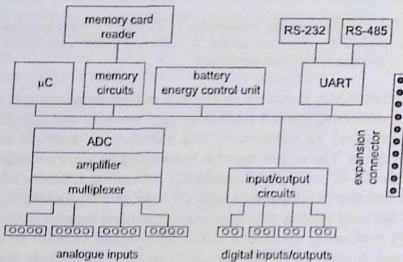 memory card
reader
RS-232
RS-485
µC
memory
circuits
battery
energy control unit
UART
ADC
amplifier
multiplexer
input/output
circuits
expansion
connector
analogue inputs
digital inputs/outputs